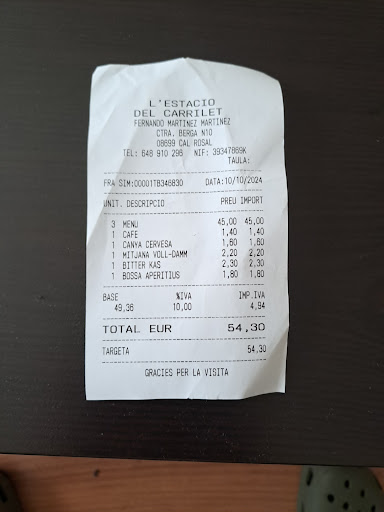 L'ESTACIO
DEL CARRILET
FERNANDO MARTINEZ MARTINEZ
CTRA. BERGA N10
08699 CAL ROSAL
TEL: 648 910 296 NIF: 39347869K
TAULA:
FRA SIM:00001TB346830 DATA:10/10/2024
UNIT. DESCRIPCIO PREU IMPORT
3 MENU 45,00 45,00
1 CAFE 1,40 1,40
1 CANYA CERVESA 1,60 1,60
1 MITJANA VOLL-DAMM 2,20 2,20
1 BITTER KAS 2,30 2,30
1 BOSSA APERITIUS 1,80 1,80
BASE %IVA IMP.IVA
49,36 10,00 4,94
TOTAL EUR 54,30
TARGETA 54,30
GRACIES PER LA VISITA